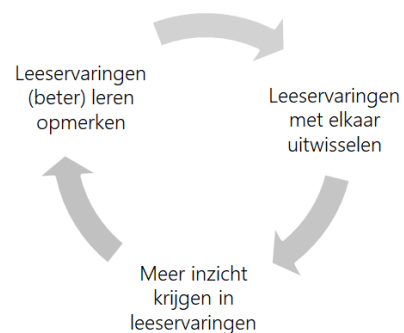 Leeservaringen
(beter) leren
opmerken
Leeservaringen
met elkaar
uitwisselen
Meer inzicht
krijgen in
leeservaringen